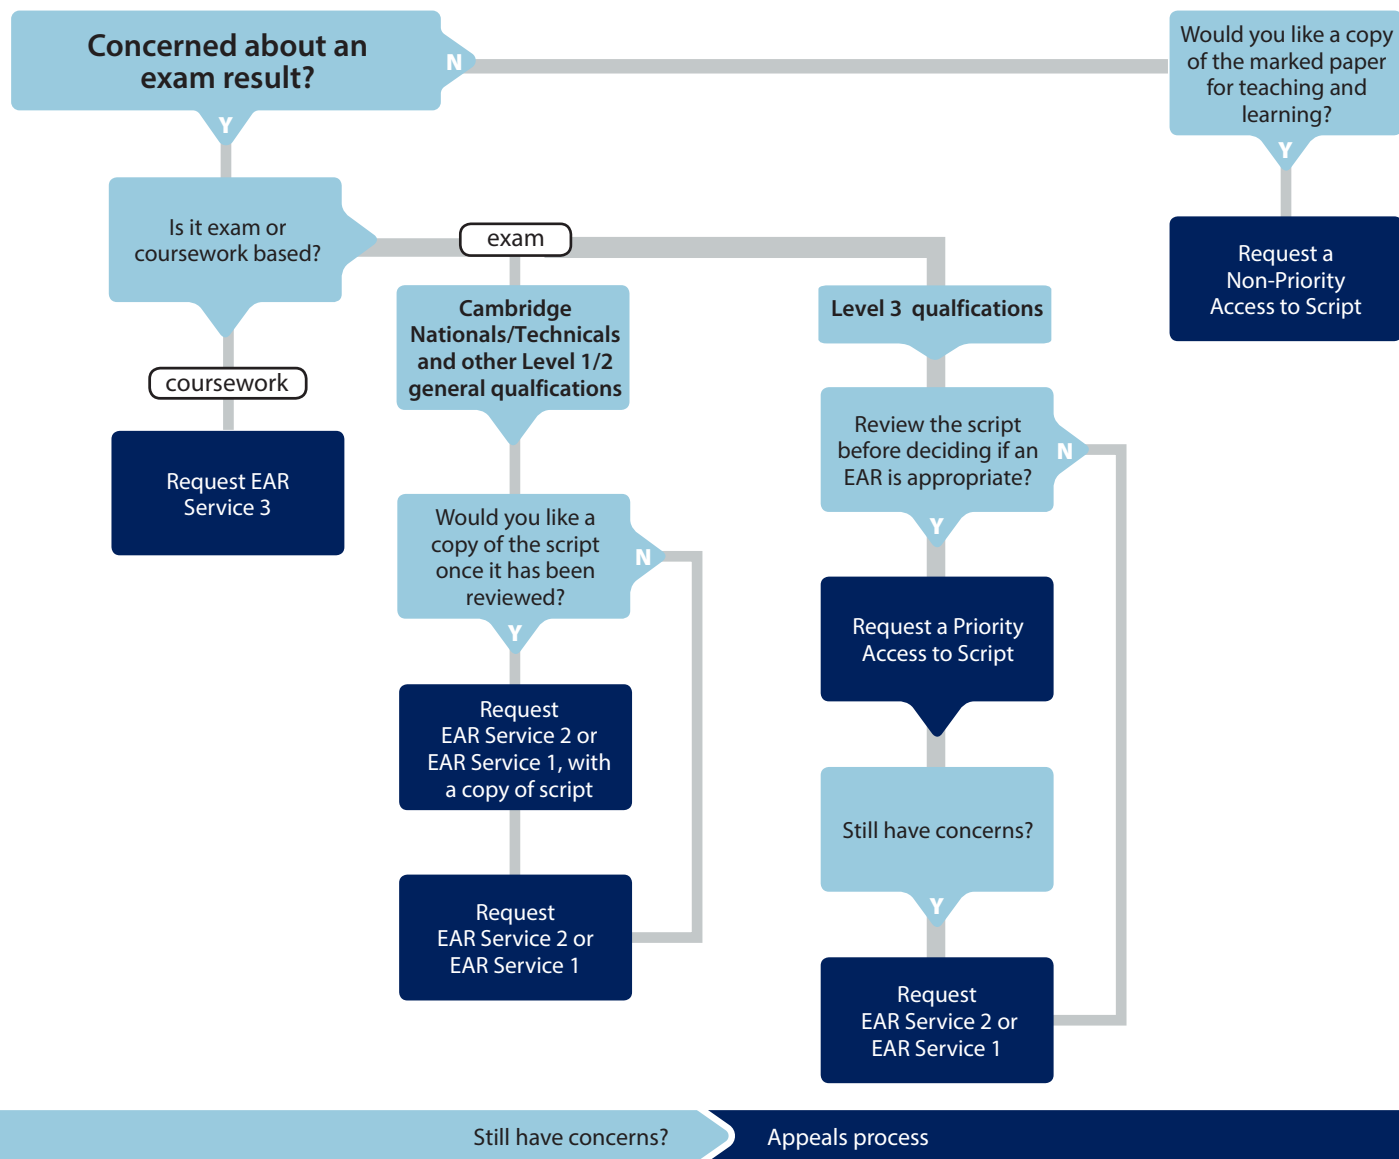 Concerned about an
exam result?
N
Y
Would you like a copy
of the marked paper
for teaching and
learning?
Y
Request a
Non-Priority
Access to Script
Is it exam or
coursework based?
exam
coursework
Request EAR
Service 3
Cambridge
Nationals/Technicals
and other Level 1/2
general qualfications
Would you like a
copy of the script
once it has been
reviewed?
N
Y
Request
EAR Service 2 or
EAR Service 1, with
a copy of script
Request
EAR Service 2 or
EAR Service 1
Level 3 qualfications
Review the script
before deciding if an
EAR is appropriate?
N
Y
Request a Priority
Access to Script
Still have concerns?
Y
Request
EAR Service 2 or
EAR Service 1
Still have concerns?
Appeals process